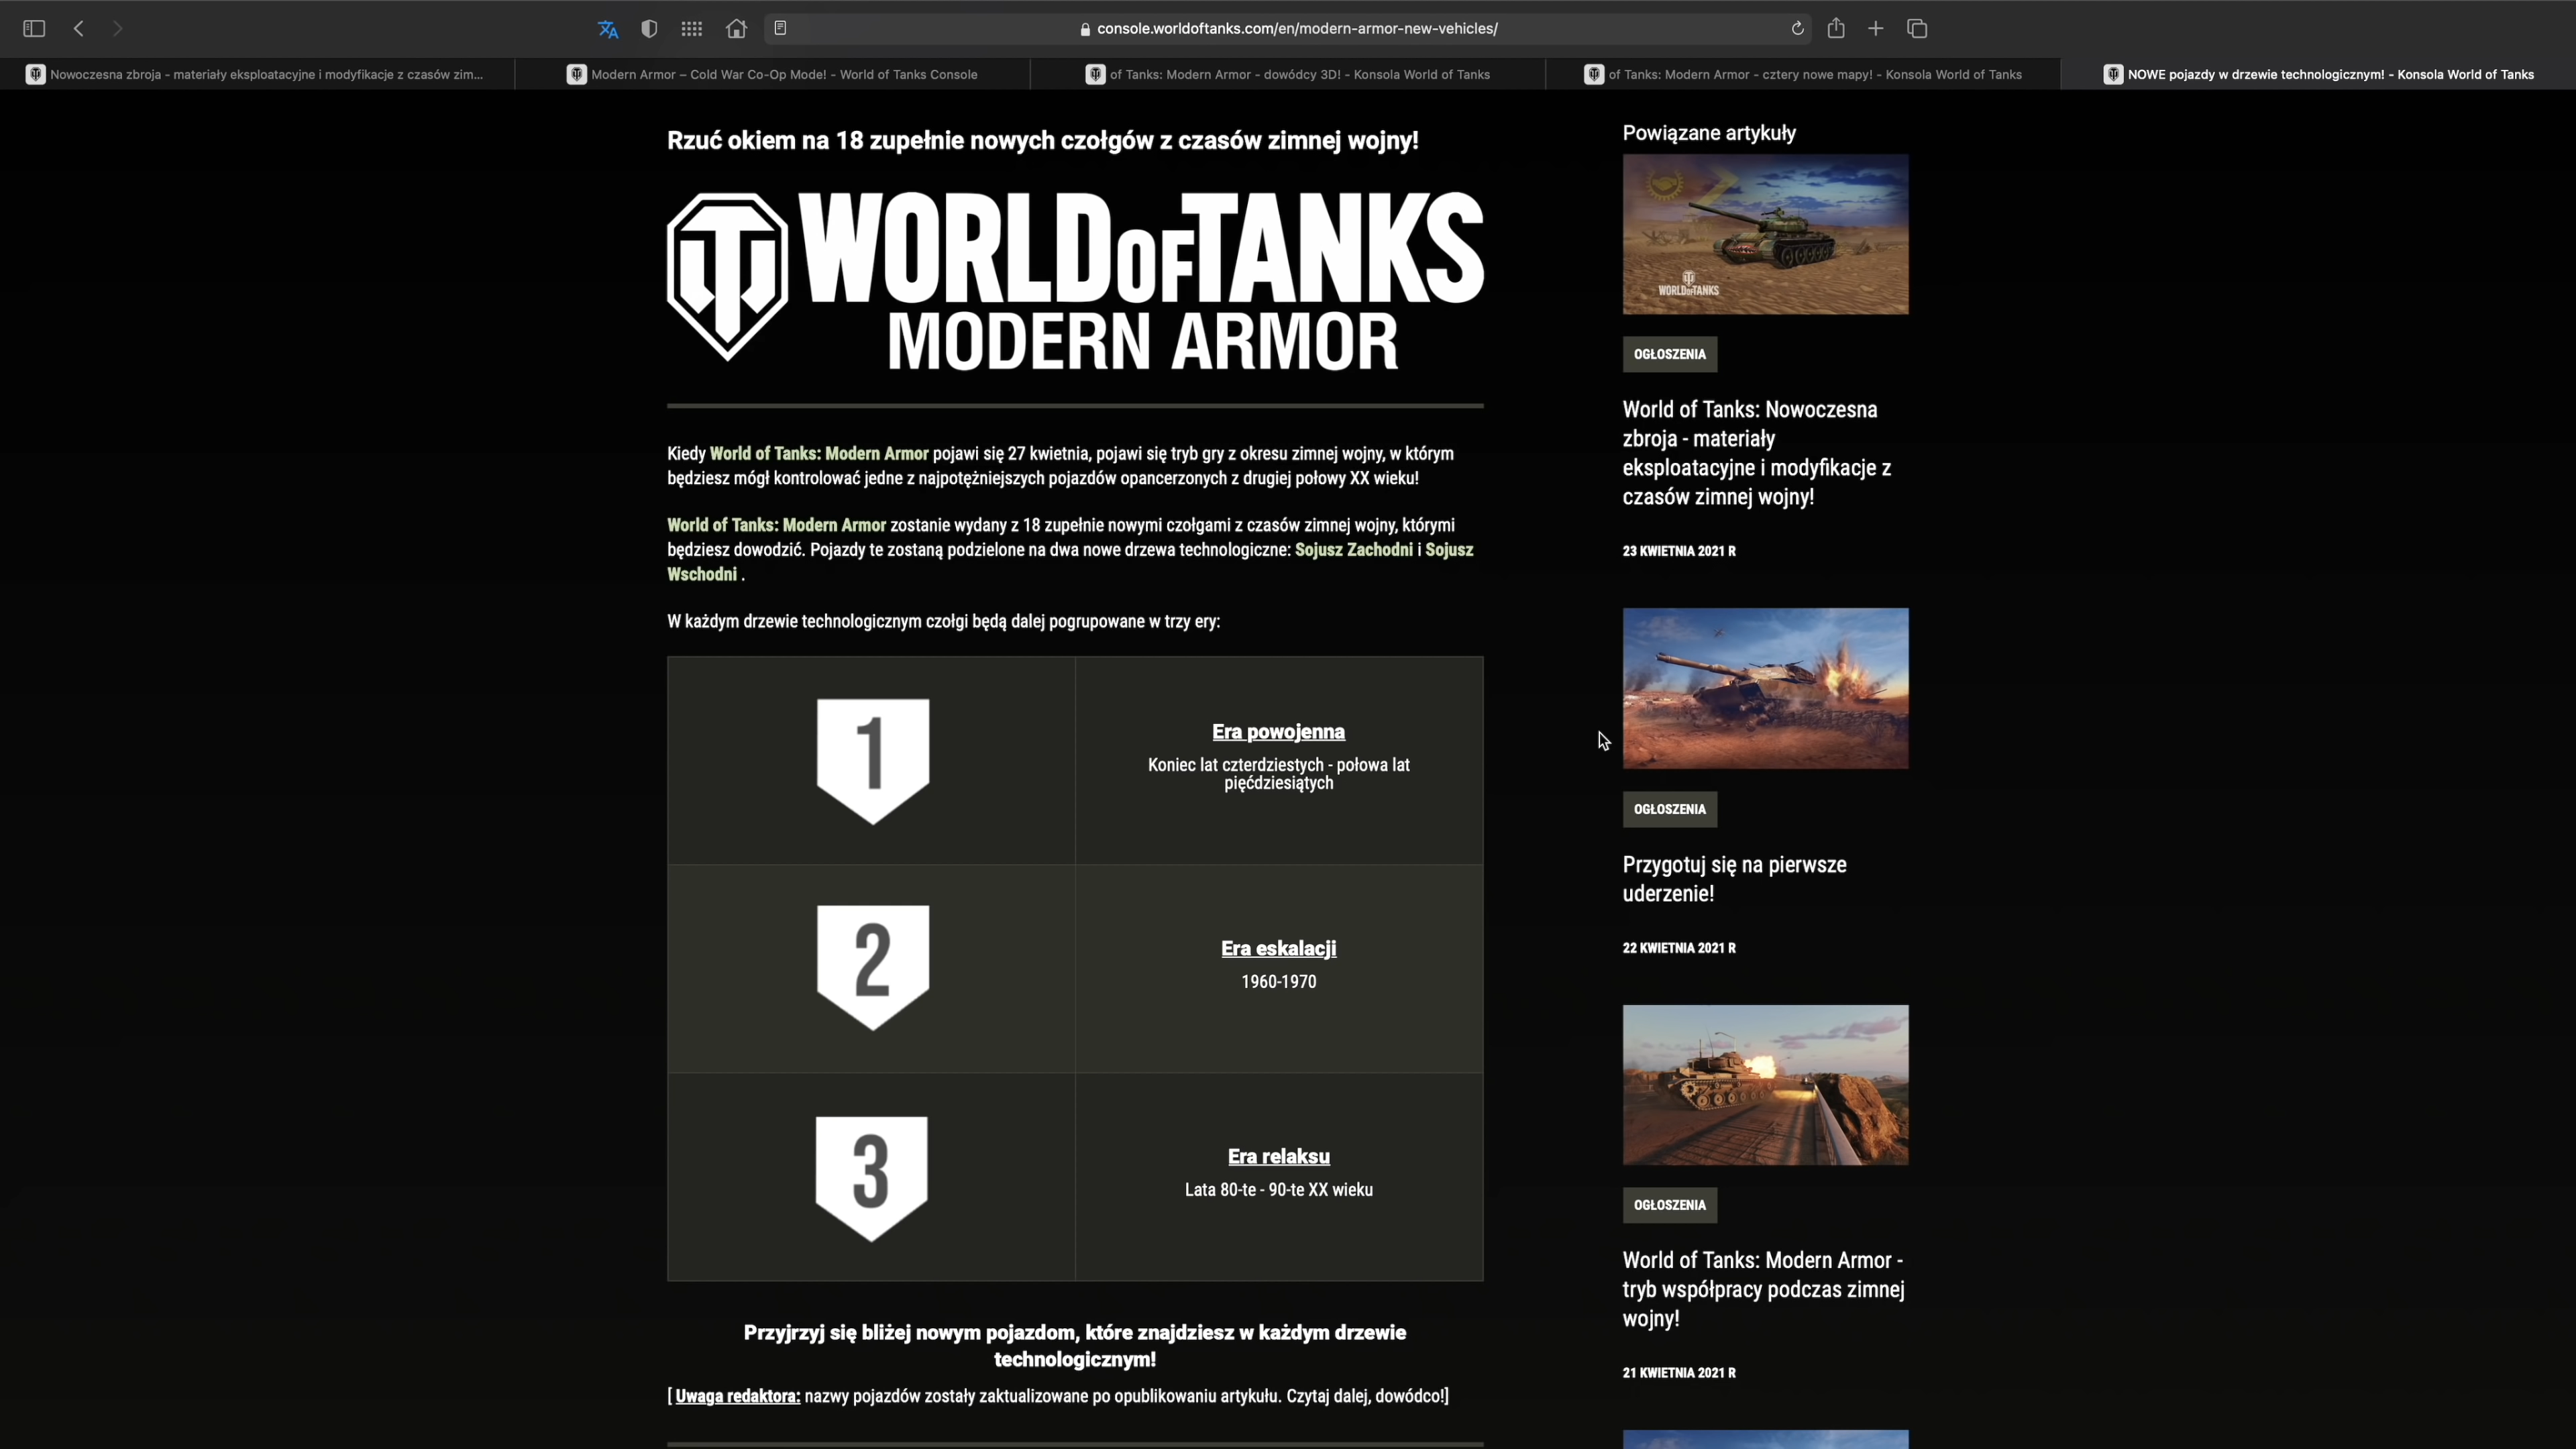 console.worldoftanks.com/en/modern-armor-new-vehicles/
Nowoczesna zbroja - materiały eksploatacyjne i modyfikacje z czasów zim...
Modern Armor – Cold War Co-Op Mode! - World of Tanks Console
of Tanks: Modern Armor - dowódcy 3D! - Konsola World of Tanks
of Tanks: Modern Armor - cztery nowe mapy! - Konsola World of Tanks
NOWE pojazdy w drzewie technologicznym! - Konsola World of Tanks
Rzuć okiem na 18 zupełnie nowych czołgów z czasów zimnej wojny!
WORLD OF TANKS
MODERN ARMOR
Kiedy World of Tanks: Modern Armor pojawi się 27 kwietnia, pojawi się tryb gry z okresu zimnej wojny, w którym
będziesz mógł kontrolować jedne z najpotężniejszych pojazdów opancerzonych z drugiej połowy XX wieku!
World of Tanks: Modern Armor zostanie wydany z 18 zupełnie nowymi czołgami z czasów zimnej wojny, którymi
będziesz dowodzić. Pojazdy te zostaną podzielone na dwa nowe drzewa technologiczne: Sojusz Zachodni i Sojusz
Wschodni .
W każdym drzewie technologicznym czołgi będą dalej pogrupowane w trzy ery:
1
Era powojenna
Koniec lat czterdziestych - połowa lat
pięćdziesiątych
2
Era eskalacji
1960-1970
3
Era relaksu
Lata 80-te - 90-te XX wieku
Przyjrzyj się bliżej nowym pojazdom, które znajdziesz w każdym drzewie
technologicznym!
[ Uwaga redaktora: nazwy pojazdów zostały zaktualizowane po opublikowaniu artykułu. Czytaj dalej, dowódco!]
Powiązane artykuły
WORLD OF TANKS
OGŁOSZENIA
World of Tanks: Nowoczesna
zbroja - materiały
eksploatacyjne i modyfikacje z
czasów zimnej wojny!
23 KWIETNIA 2021 R
OGŁOSZENIA
Przygotuj się na pierwsze
uderzenie!
22 KWIETNIA 2021 R
OGŁOSZENIA
World of Tanks: Modern Armor -
tryb współpracy podczas zimnej
wojny!
21 KWIETNIA 2021 R